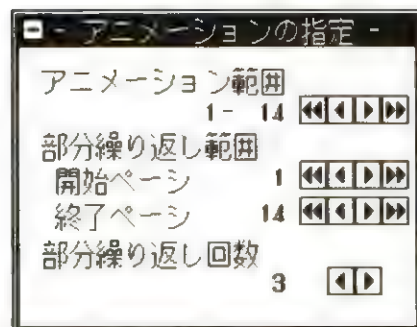 - アニメーションの指定 -
アニメーション範囲
1- 14
部分繰り返し範囲
開始ページ 1
終了ページ 14
部分繰り返し回数
3